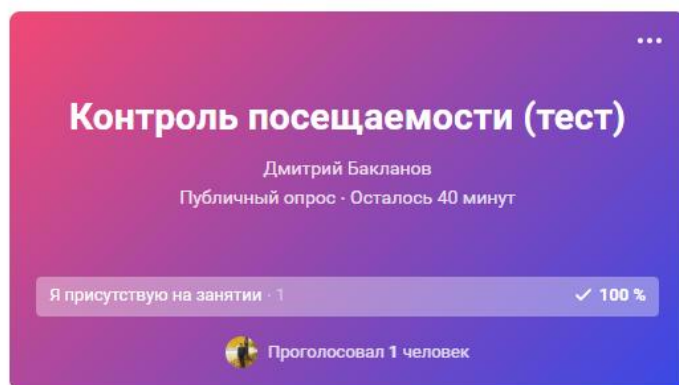 Контроль посещаемости (тест)
Дмитрий Бакланов
Публичный опрос · Осталось 40 минут
Я присутствую на занятии · 1
100 %
Проголосовал 1 человек